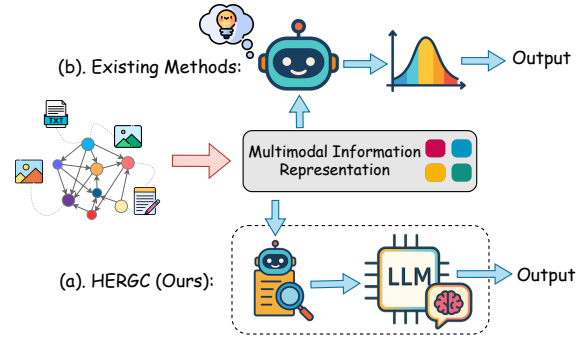 (b). Existing Methods:
Output
TXT
Multimodal Information
Representation
(a). HERGC (Ours):
LLM
Output